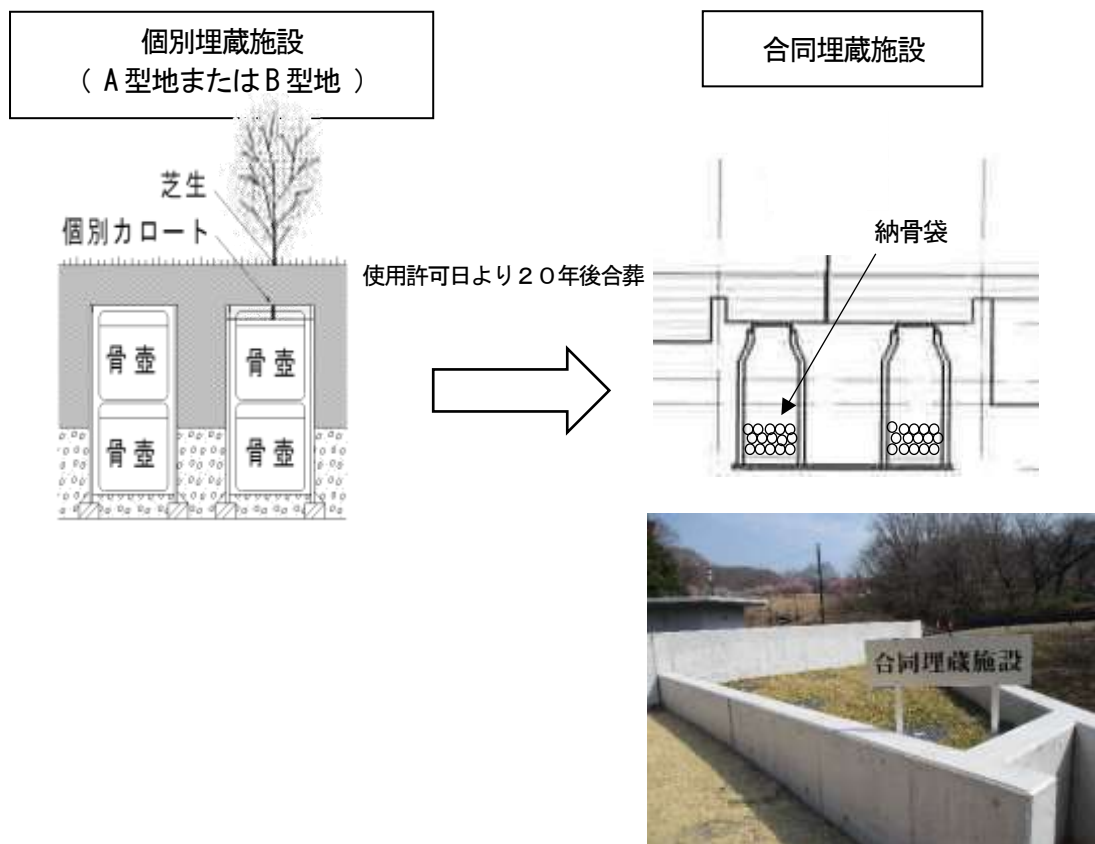 個別埋蔵施設
（ A型地またはB型地 ）
合同埋蔵施設
芝生
個別カロート
骨壺
骨壺
骨壺
骨壺
使用許可日より２０年後合葬
納骨袋
合同埋蔵施設